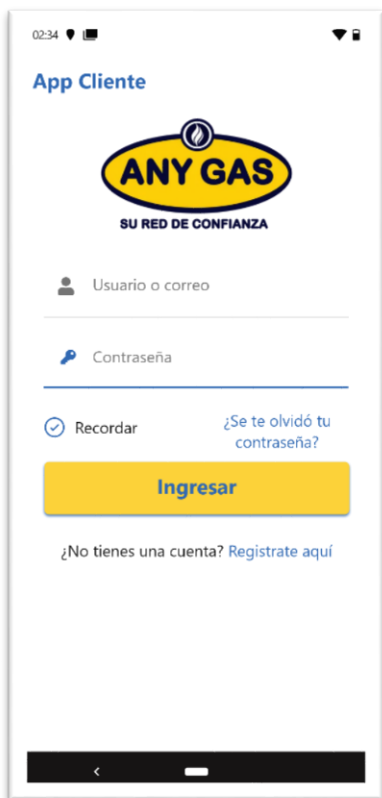 02:34
App Cliente
ANY GAS
SU RED DE CONFIANZA
Usuario o correo
Contraseña
Recordar
¿Se te olvidó tu
contraseña?
Ingresar
¿No tienes una cuenta? Registrate aquí